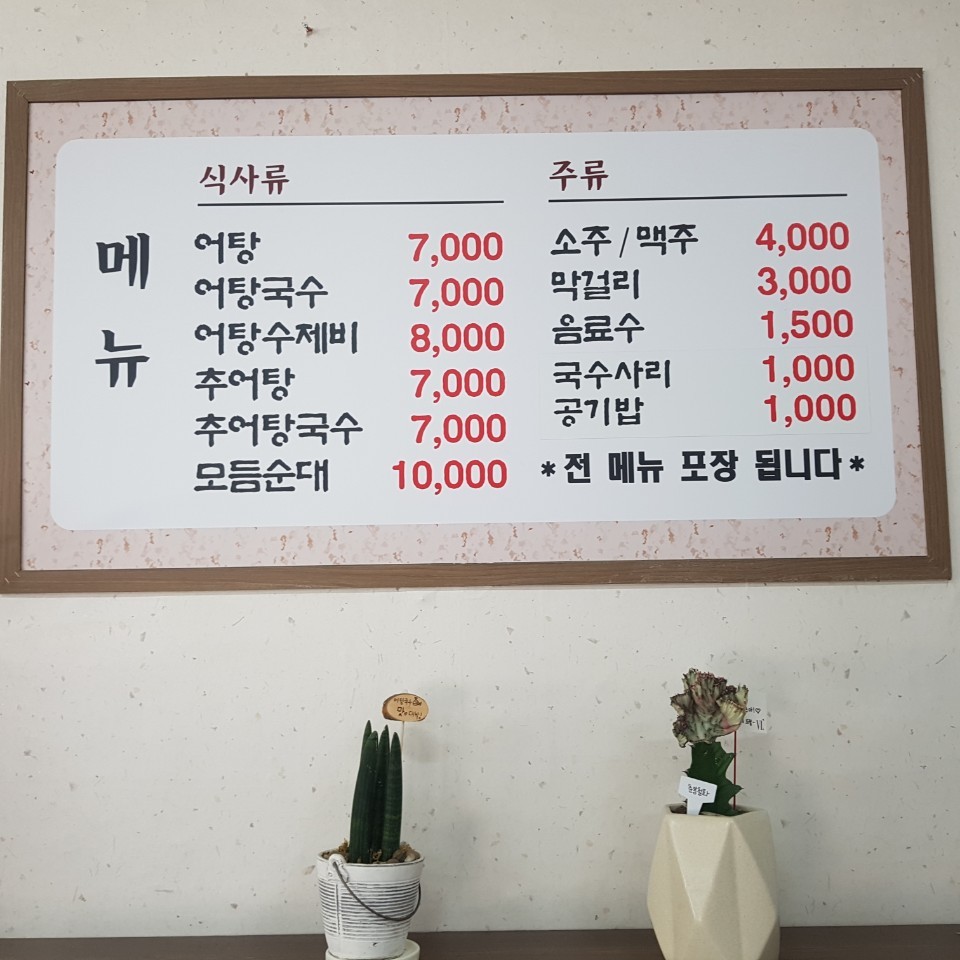 메뉴
식사류
어탕 7,000
어탕국수 7,000
어탕수제비 8,000
추어탕 7,000
추어탕국수 7,000
모듬순대 10,000
주류
소주/맥주 4,000
막걸리 3,000
음료수 1,500
국수사리 1,000
공기밥 1,000
*전 메뉴 포장 됩니다*